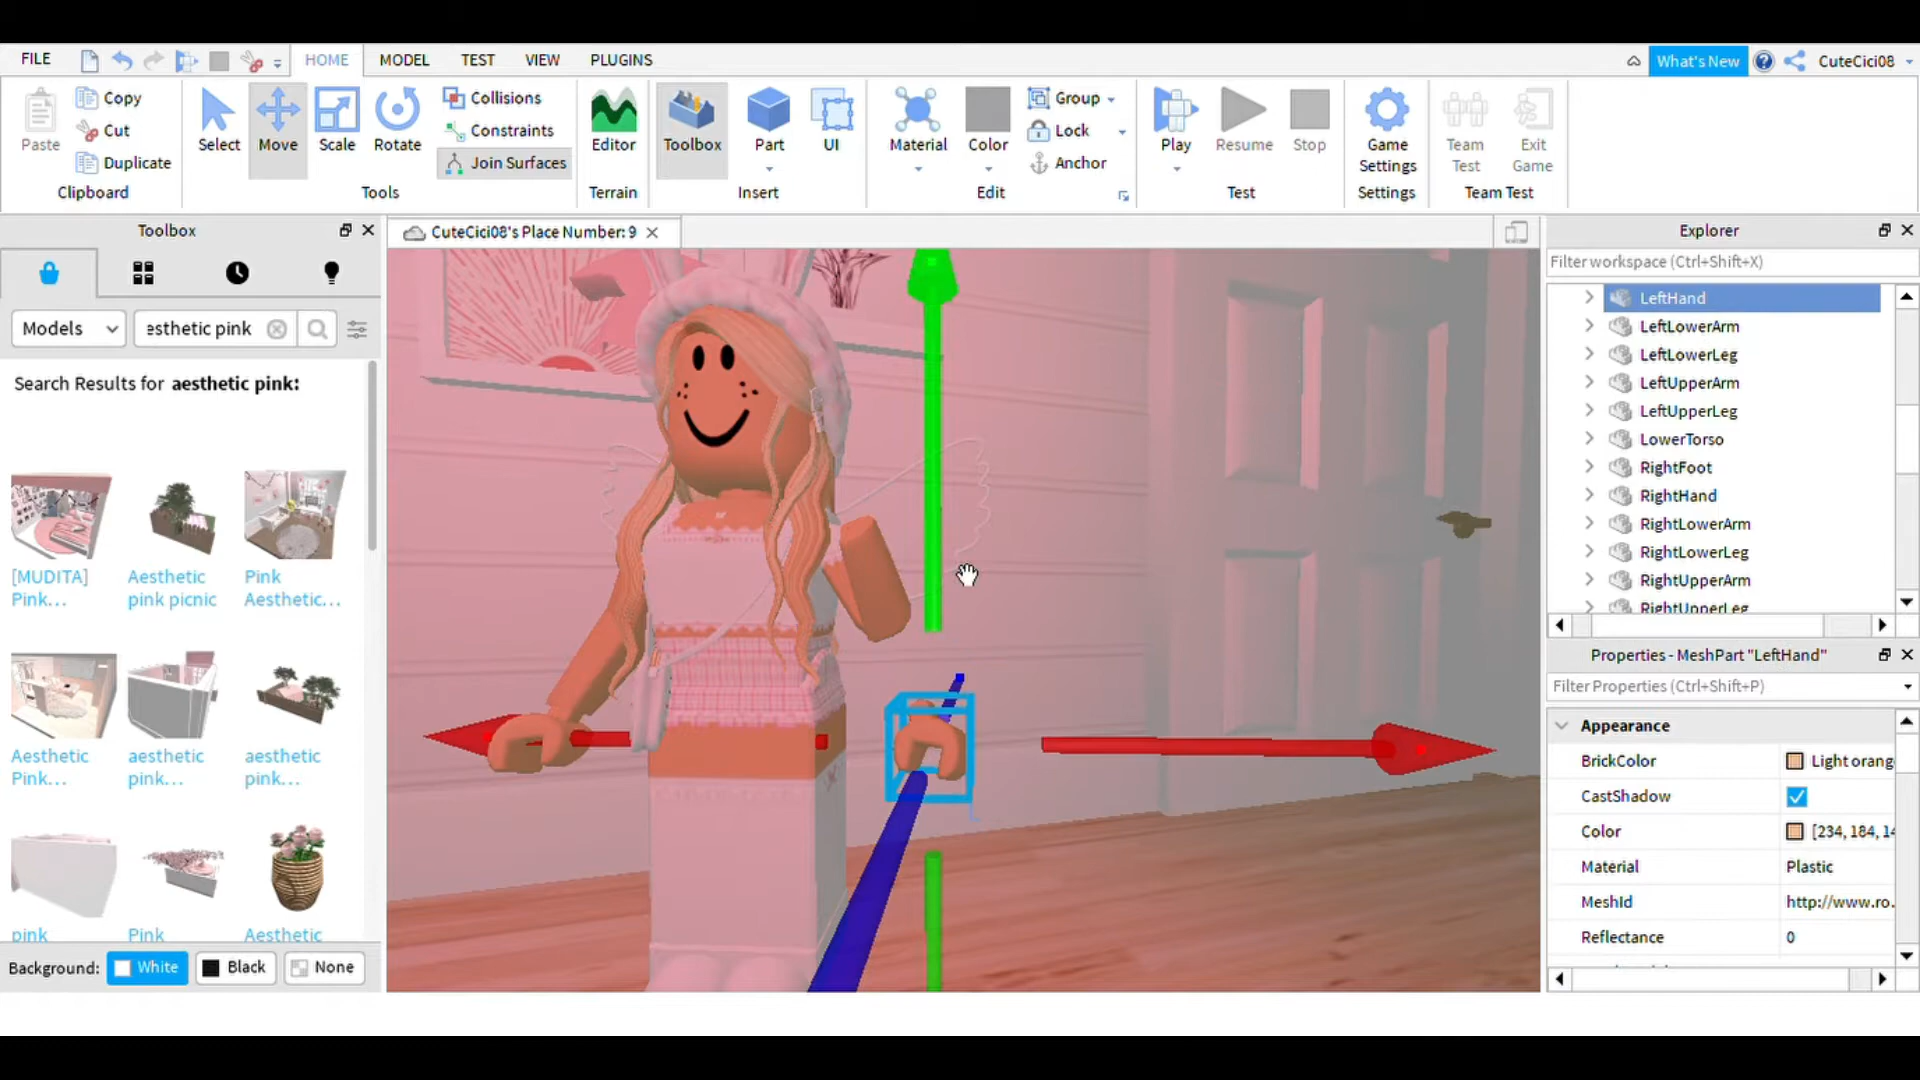 FILE HOME MODEL TEST VIEW PLUGINS What's New CuteCici08
Paste Copy Cut Duplicate Clipboard
Select Move Scale Rotate Collisions Constraints Join Surfaces Tools
Editor Terrain
Toolbox Part UI Insert
Material Color Group Lock Anchor Edit
Play Resume Stop Test
Game Settings Settings
Team Test Exit Game Team Test
Toolbox
Models esthetic pink
Search Results for aesthetic pink:
[MUDITA] Pink...
Aesthetic pink picnic
Pink Aesthetic...
Aesthetic Pink...
aesthetic pink...
aesthetic pink...
pink
Pink
Aesthetic
Background: White Black None
CuteCici08's Place Number: 9
Explorer
Filter workspace (Ctrl+Shift+X)
LeftHand
LeftLowerArm
LeftLowerLeg
LeftUpperArm
LeftUpperLeg
LowerTorso
RightFoot
RightHand
RightLowerArm
RightLowerLeg
RightUpperArm
RightUpperLeg
Properties - MeshPart "LeftHand"
Filter Properties (Ctrl+Shift+P)
Appearance
BrickColor Light orang
CastShadow
Color [234, 184, 14
Material Plastic
MeshId http://www.ro.
Reflectance 0